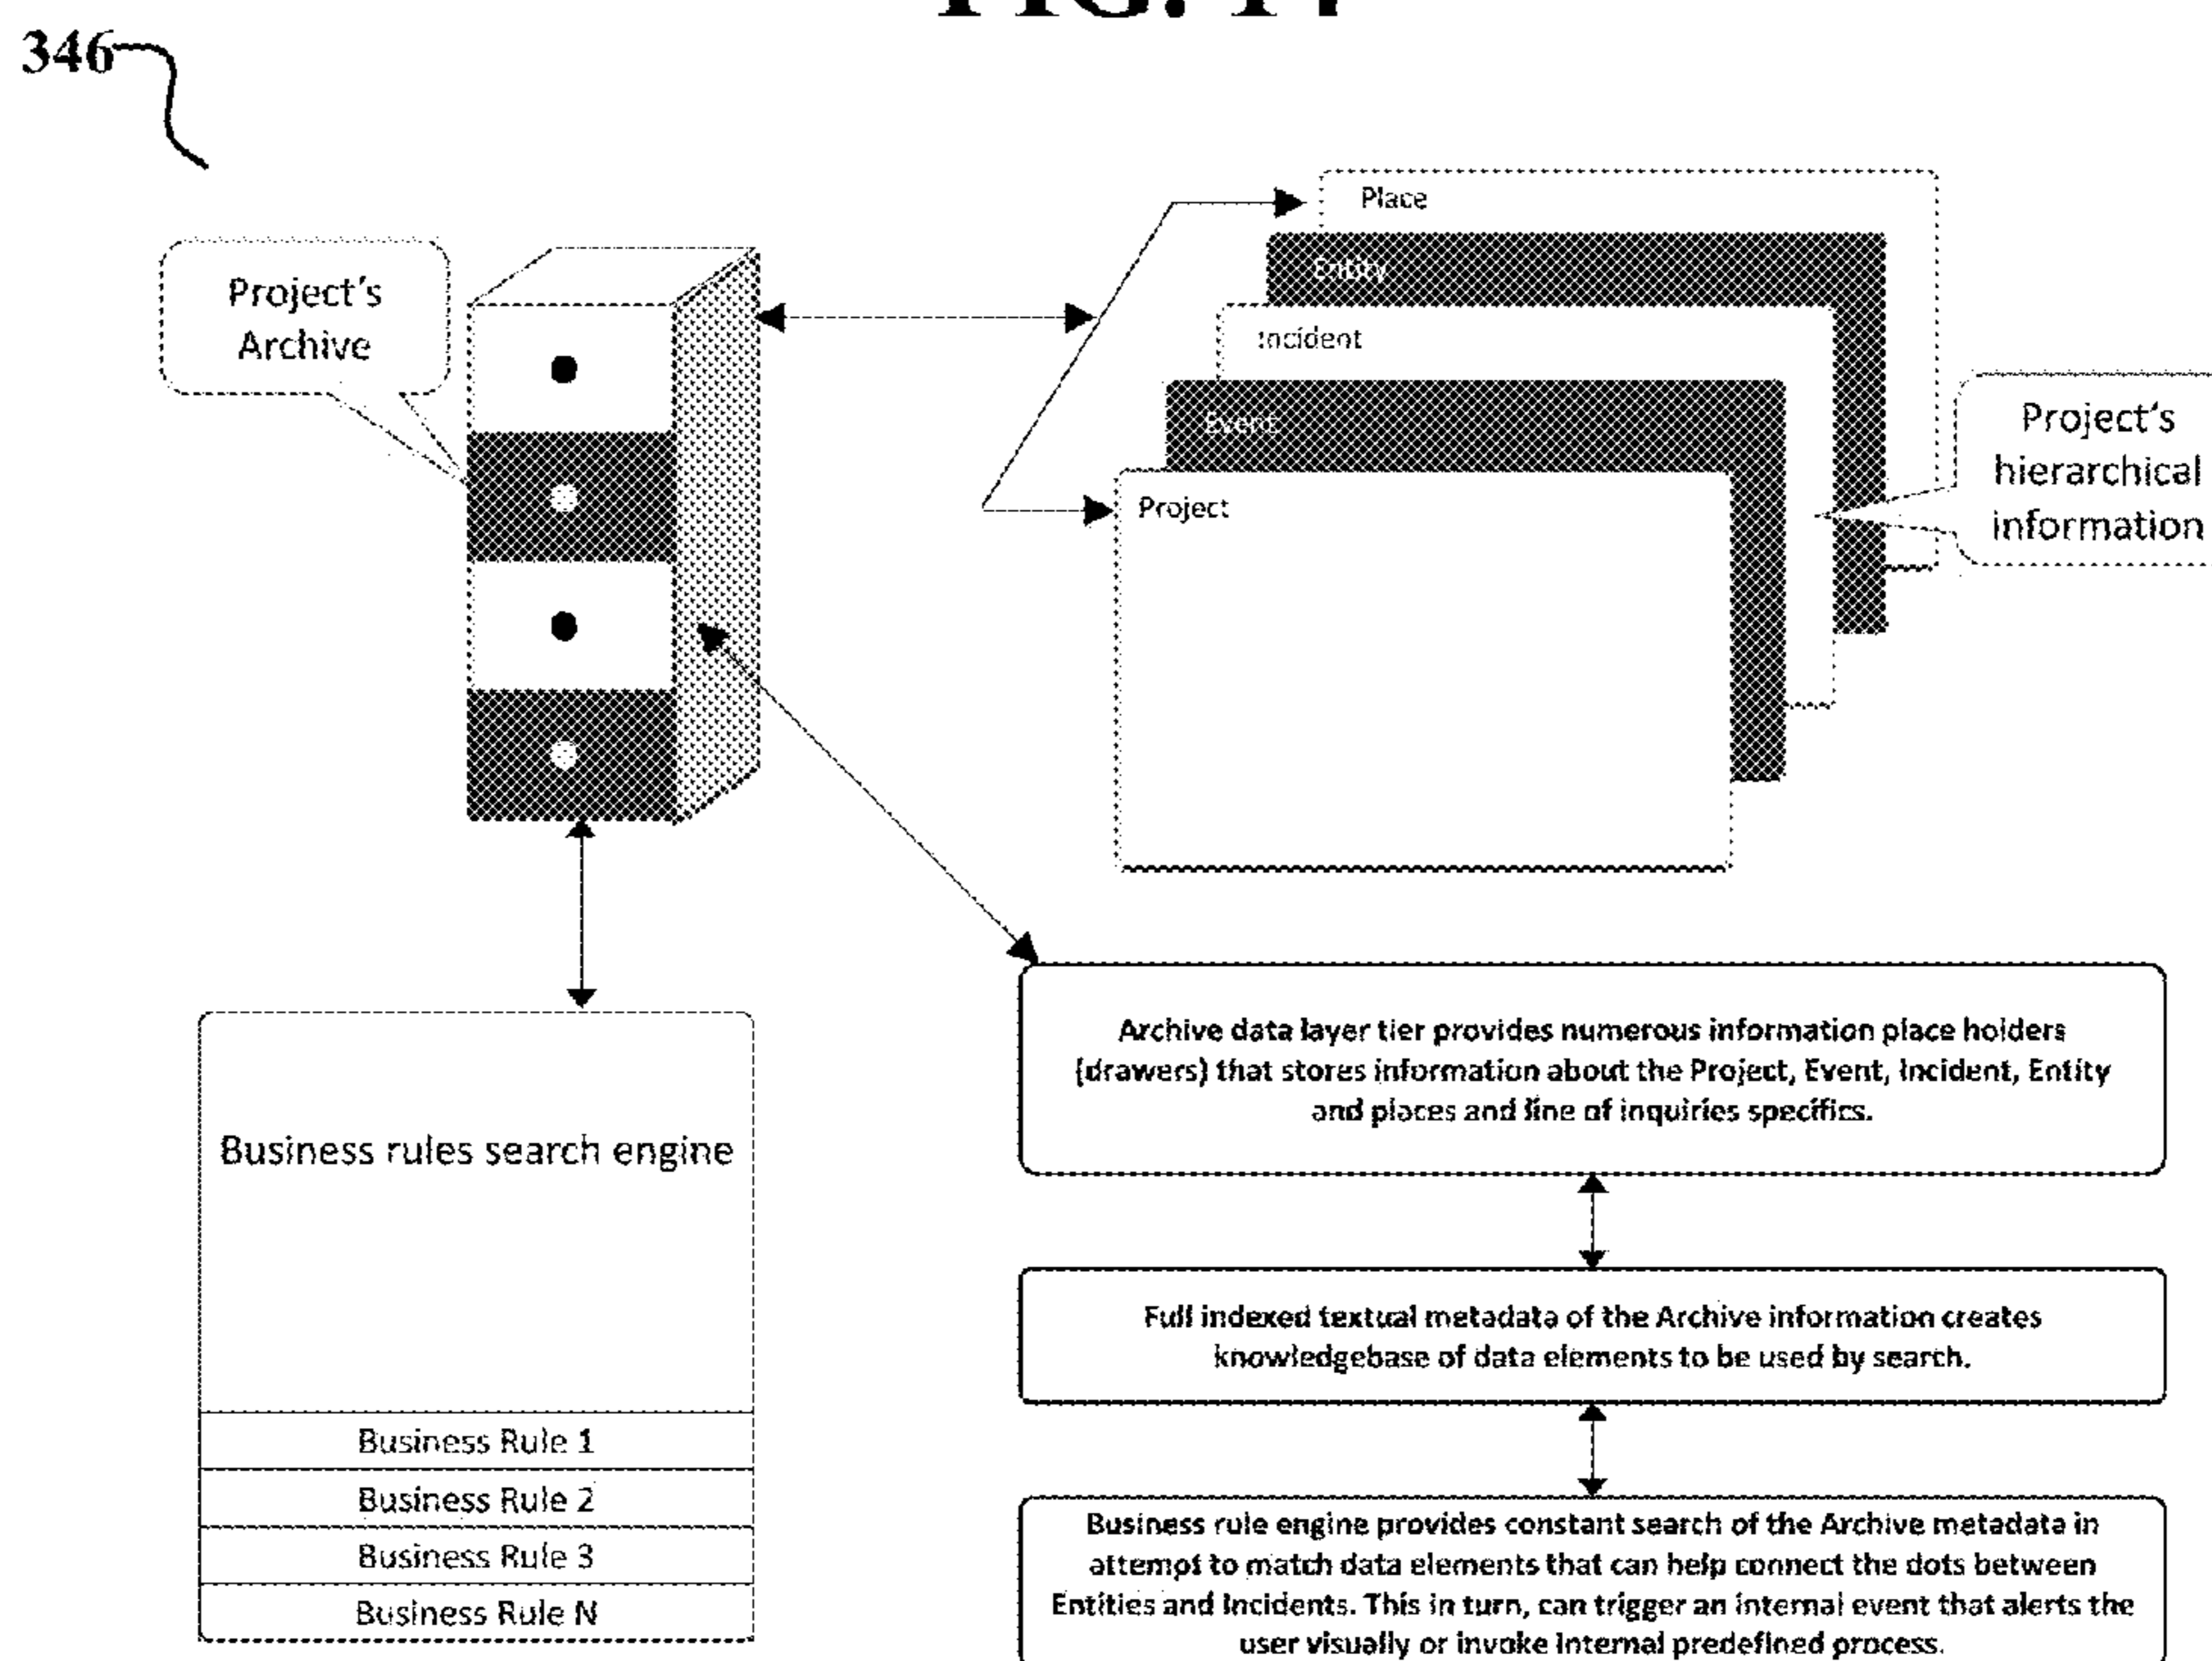 346
Project's
Archive
Place
Entity
Incident
Event
Project
Project's
hierarchical
information
Archive data layer tier provides numerous information place holders
(drawers) that stores information about the Project, Event, Incident, Entity
and places and line of inquiries specifics.
Business rules search engine
Full indexed textual metadata of the Archive information creates
knowledgebase of data elements to be used by search.
Business Rule 1
Business Rule 2
Business Rule 3
Business Rule N
Business rule engine provides constant search of the Archive metadata in
attempt to match data elements that can help connect the dots between
Entities and Incidents. This in turn, can trigger an internal event that alerts the
user visually or invoke Internal predefined process.